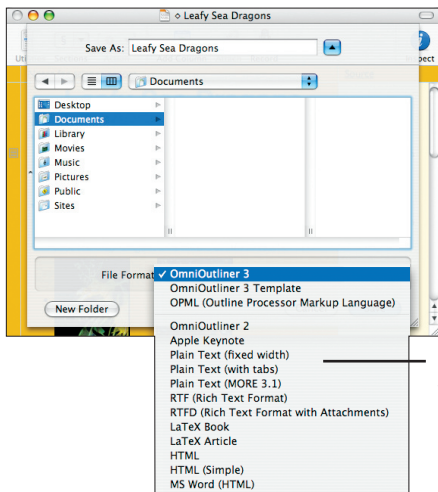 Leafy Sea Dragons
Save As: Leafy Sea Dragons
Documents
Desktop
Documents
Library
Movies
Music
Pictures
Public
Sites
File Format
✓ OmniOutliner 3
OmniOutliner 3 Template
OPML (Outline Processor Markup Language)
New Folder
OmniOutliner 2
Apple Keynote
Plain Text (fixed width)
Plain Text (with tabs)
Plain Text (MORE 3.1)
RTF (Rich Text Format)
RTFD (Rich Text Format with Attachments)
LaTeX Book
LaTeX Article
HTML
HTML (Simple)
MS Word (HTML)